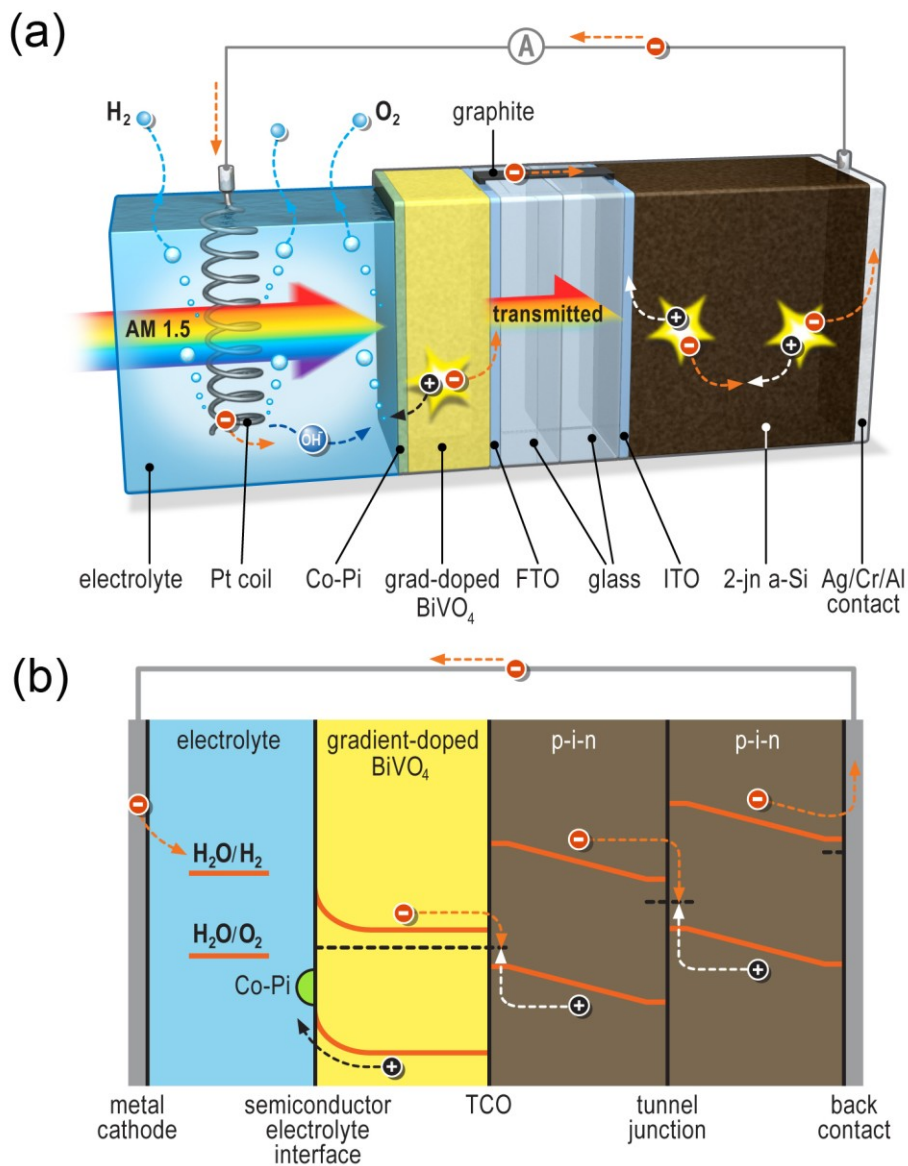 (a)
A
−
H₂
O₂
graphite
−
AM 1.5
transmitted
+
−
+
−
+
−
−
OH⁻
electrolyte
Pt coil
Co-Pi
grad-doped
BiVO₄
FTO
glass
ITO
2-jn a-Si
Ag/Cr/Al
contact
(b)
−
electrolyte
gradient-doped
BiVO₄
p-i-n
p-i-n
−
−
−
−
H₂O/H₂
H₂O/O₂
Co-Pi
+
+
+
metal
cathode
semiconductor
electrolyte
interface
TCO
tunnel
junction
back
contact